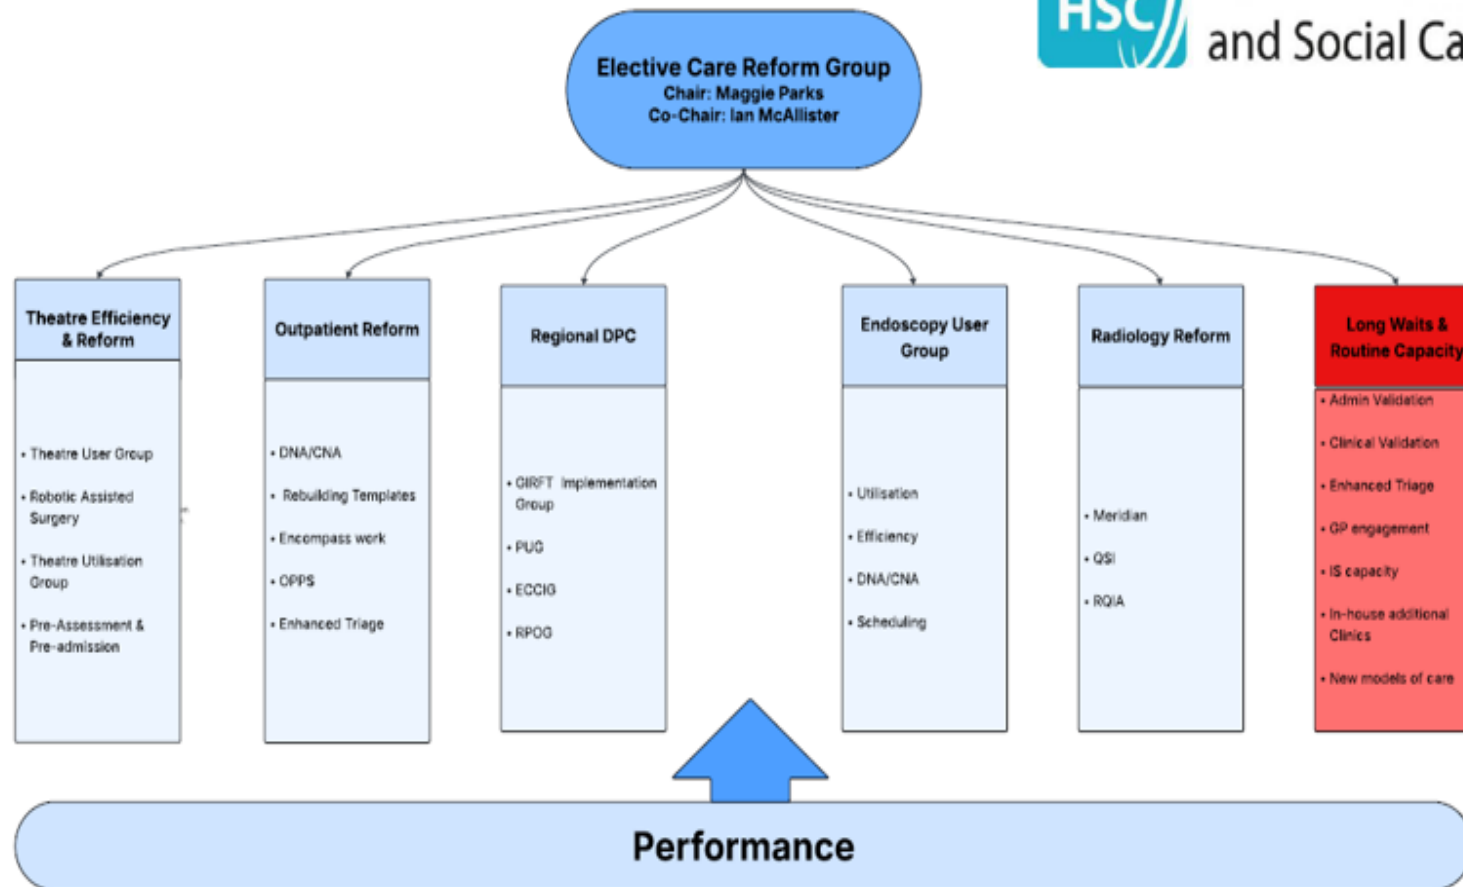 HSC
and Social Ca
Elective Care Reform Group
Chair: Maggie Parks
Co-Chair: Ian McAllister
Theatre Efficiency
& Reform
• Theatre User Group
• Robotic Assisted
Surgery
• Theatre Utilisation
Group
• Pre-Assessment &
Pre-admission
Outpatient Reform
• DNA/CNA
• Rebuilding Templates
• Encompass work
• OPPS
• Enhanced Triage
Regional DPC
• GIRFT Implementation
Group
• PUG
• ECCIG
• RPOG
Endoscopy User
Group
• Utilisation
• Efficiency
• DNA/CNA
• Scheduling
Radiology Reform
• Meridian
• QSI
• RQIA
Long Waits &
Routine Capacity
• Admin Validation
• Clinical Validation
• Enhanced Triage
• GP engagement
• IS capacity
• In-house additional
Clinics
• New models of care
Performance